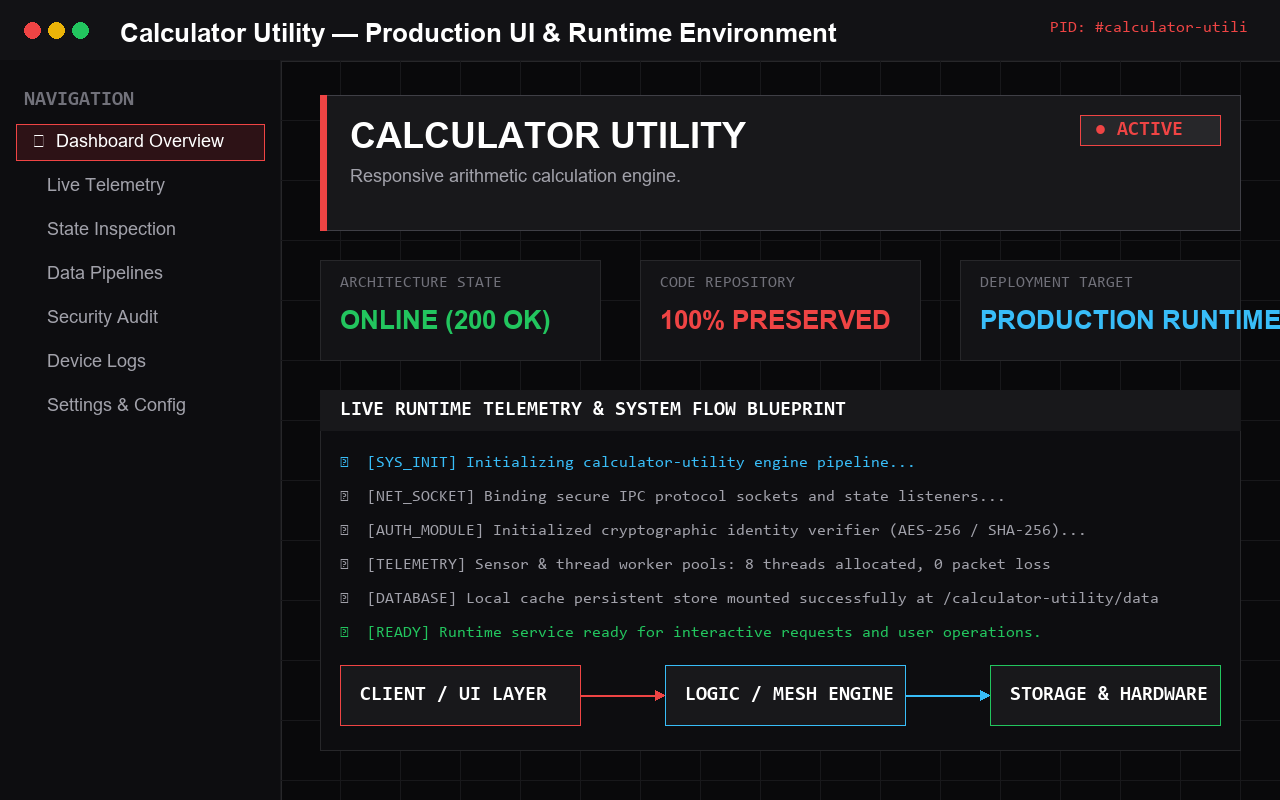 Calculator Utility — Production UI & Runtime Environment
PID: #calculator-utili
NAVIGATION
Dashboard Overview
Live Telemetry
State Inspection
Data Pipelines
Security Audit
Device Logs
Settings & Config
CALCULATOR UTILITY
Responsive arithmetic calculation engine.
● ACTIVE
ARCHITECTURE STATE
ONLINE (200 OK)
CODE REPOSITORY
100% PRESERVED
DEPLOYMENT TARGET
PRODUCTION RUNTIME
LIVE RUNTIME TELEMETRY & SYSTEM FLOW BLUEPRINT
[SYS_INIT] Initializing calculator-utility engine pipeline...
[NET_SOCKET] Binding secure IPC protocol sockets and state listeners...
[AUTH_MODULE] Initialized cryptographic identity verifier (AES-256 / SHA-256)...
[TELEMETRY] Sensor & thread worker pools: 8 threads allocated, 0 packet loss
[DATABASE] Local cache persistent store mounted successfully at /calculator-utility/data
[READY] Runtime service ready for interactive requests and user operations.
CLIENT / UI LAYER
LOGIC / MESH ENGINE
STORAGE & HARDWARE